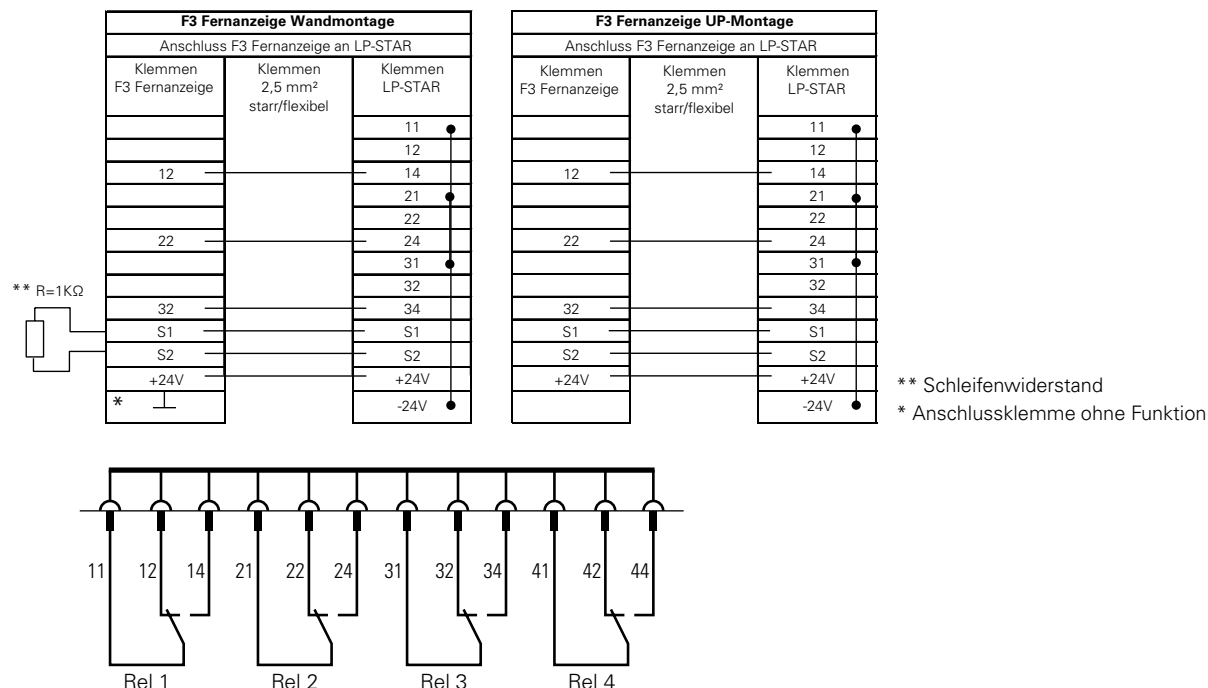 F3 Fernanzeige Wandmontage
Anschluss F3 Fernanzeige an LP-STAR
Klemmen
F3 Fernanzeige
Klemmen
2,5 mm²
starr/flexibel
Klemmen
LP-STAR
11
12
12 14
21
22
22 24
31
32
** R=1KΩ
32 34
S1 S1
S2 S2
+24V +24V
* -24V
F3 Fernanzeige UP-Montage
Anschluss F3 Fernanzeige an LP-STAR
Klemmen
F3 Fernanzeige
Klemmen
2,5 mm²
starr/flexibel
Klemmen
LP-STAR
11
12
12 14
21
22
22 24
31
32
32 34
S1 S1
S2 S2
+24V +24V
-24V
** Schleifenwiderstand
* Anschlussklemme ohne Funktion
11 12 14 21 22 24 31 32 34 41 42 44
Rel 1 Rel 2 Rel 3 Rel 4